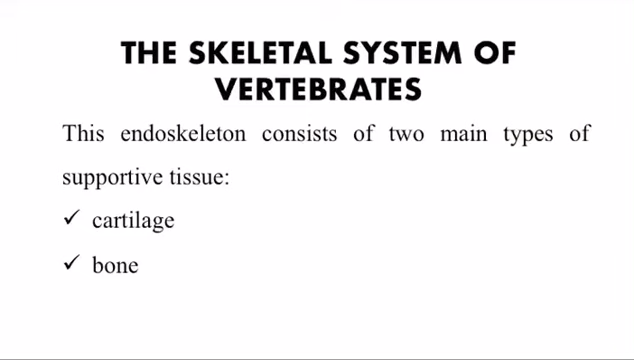 THE SKELETAL SYSTEM OF
VERTEBRATES
This endoskeleton consists of two main types of
supportive tissue:
✓ cartilage
✓ bone